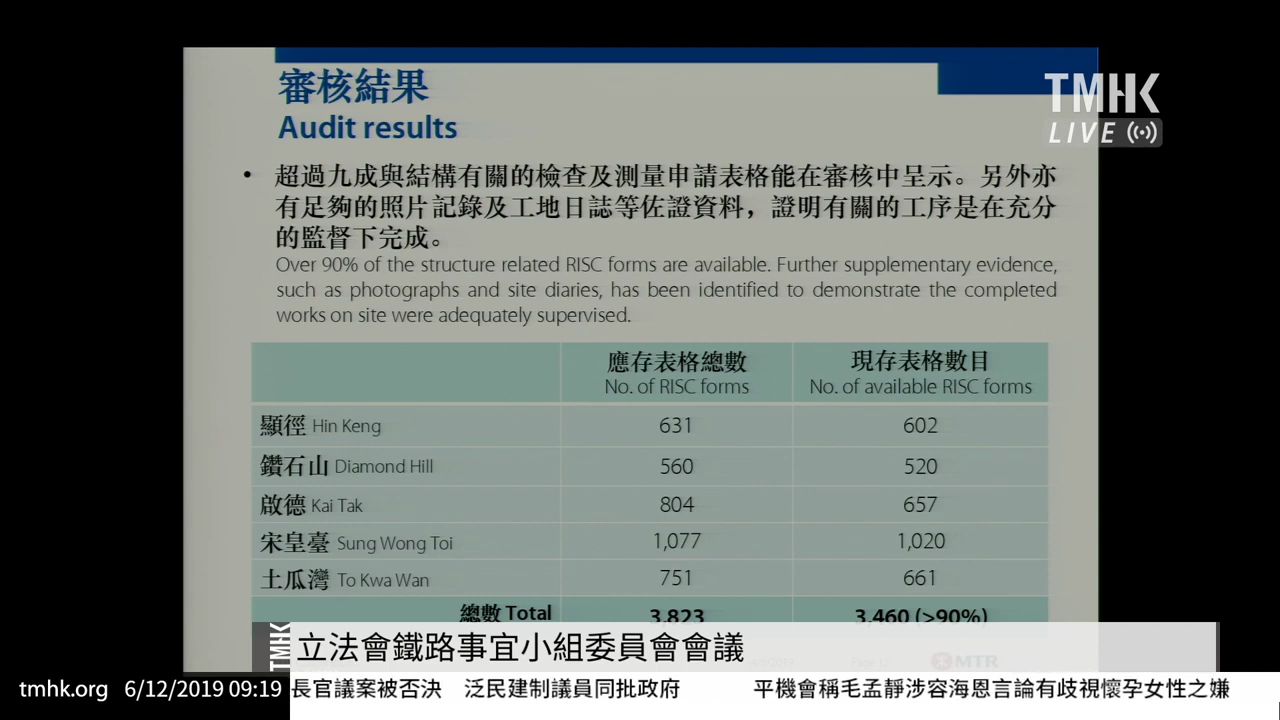 審核結果
Audit results
TMHK
LIVE
• 超過九成與結構有關的檢查及測量申請表格能在審核中呈示。另外亦
有足夠的照片記錄及工地日誌等佐證資料，證明有關的工序是在充分
的監督下完成。
Over 90% of the structure related RISC forms are available. Further supplementary evidence,
such as photographs and site diaries, has been identified to demonstrate the completed
works on site were adequately supervised.
應存表格總數 現存表格數目
No. of RISC forms No. of available RISC forms
顯徑 Hin Keng 631 602
鑽石山 Diamond Hill 560 520
啟德 Kai Tak 804 657
宋皇臺 Sung Wong Toi 1,077 1,020
土瓜灣 To Kwa Wan 751 661
總數 Total 3,823 3,460 (>90%)
TMHK 立法會鐵路事宜小組委員會會議
MTR
tmhk.org 6/12/2019 09:19 長官議案被否決 泛民建制議員同批政府 平機會稱毛孟靜涉容海恩言論有歧視懷孕女性之嫌